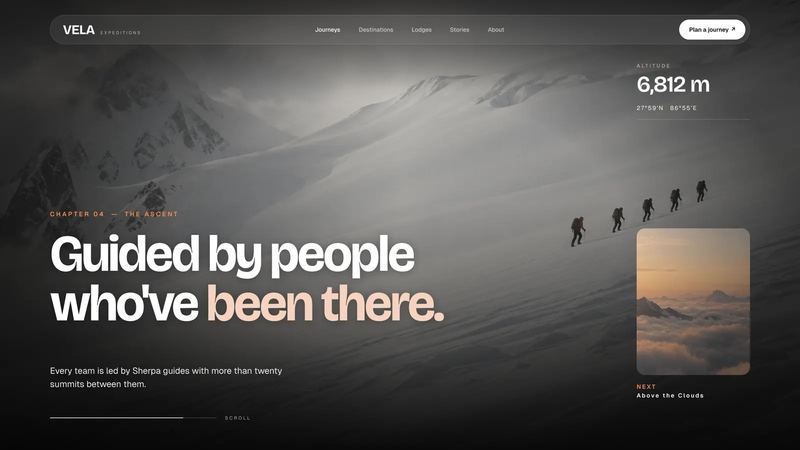 VELA EXPEDITIONS
Journeys Destinations Lodges Stories About
Plan a journey ↗
ALTITUDE
6,812 m
27°59'N 86°55'E
CHAPTER 04 — THE ASCENT
Guided by people
who've been there.
Every team is led by Sherpa guides with more than twenty
summits between them.
SCROLL
NEXT
Above the Clouds